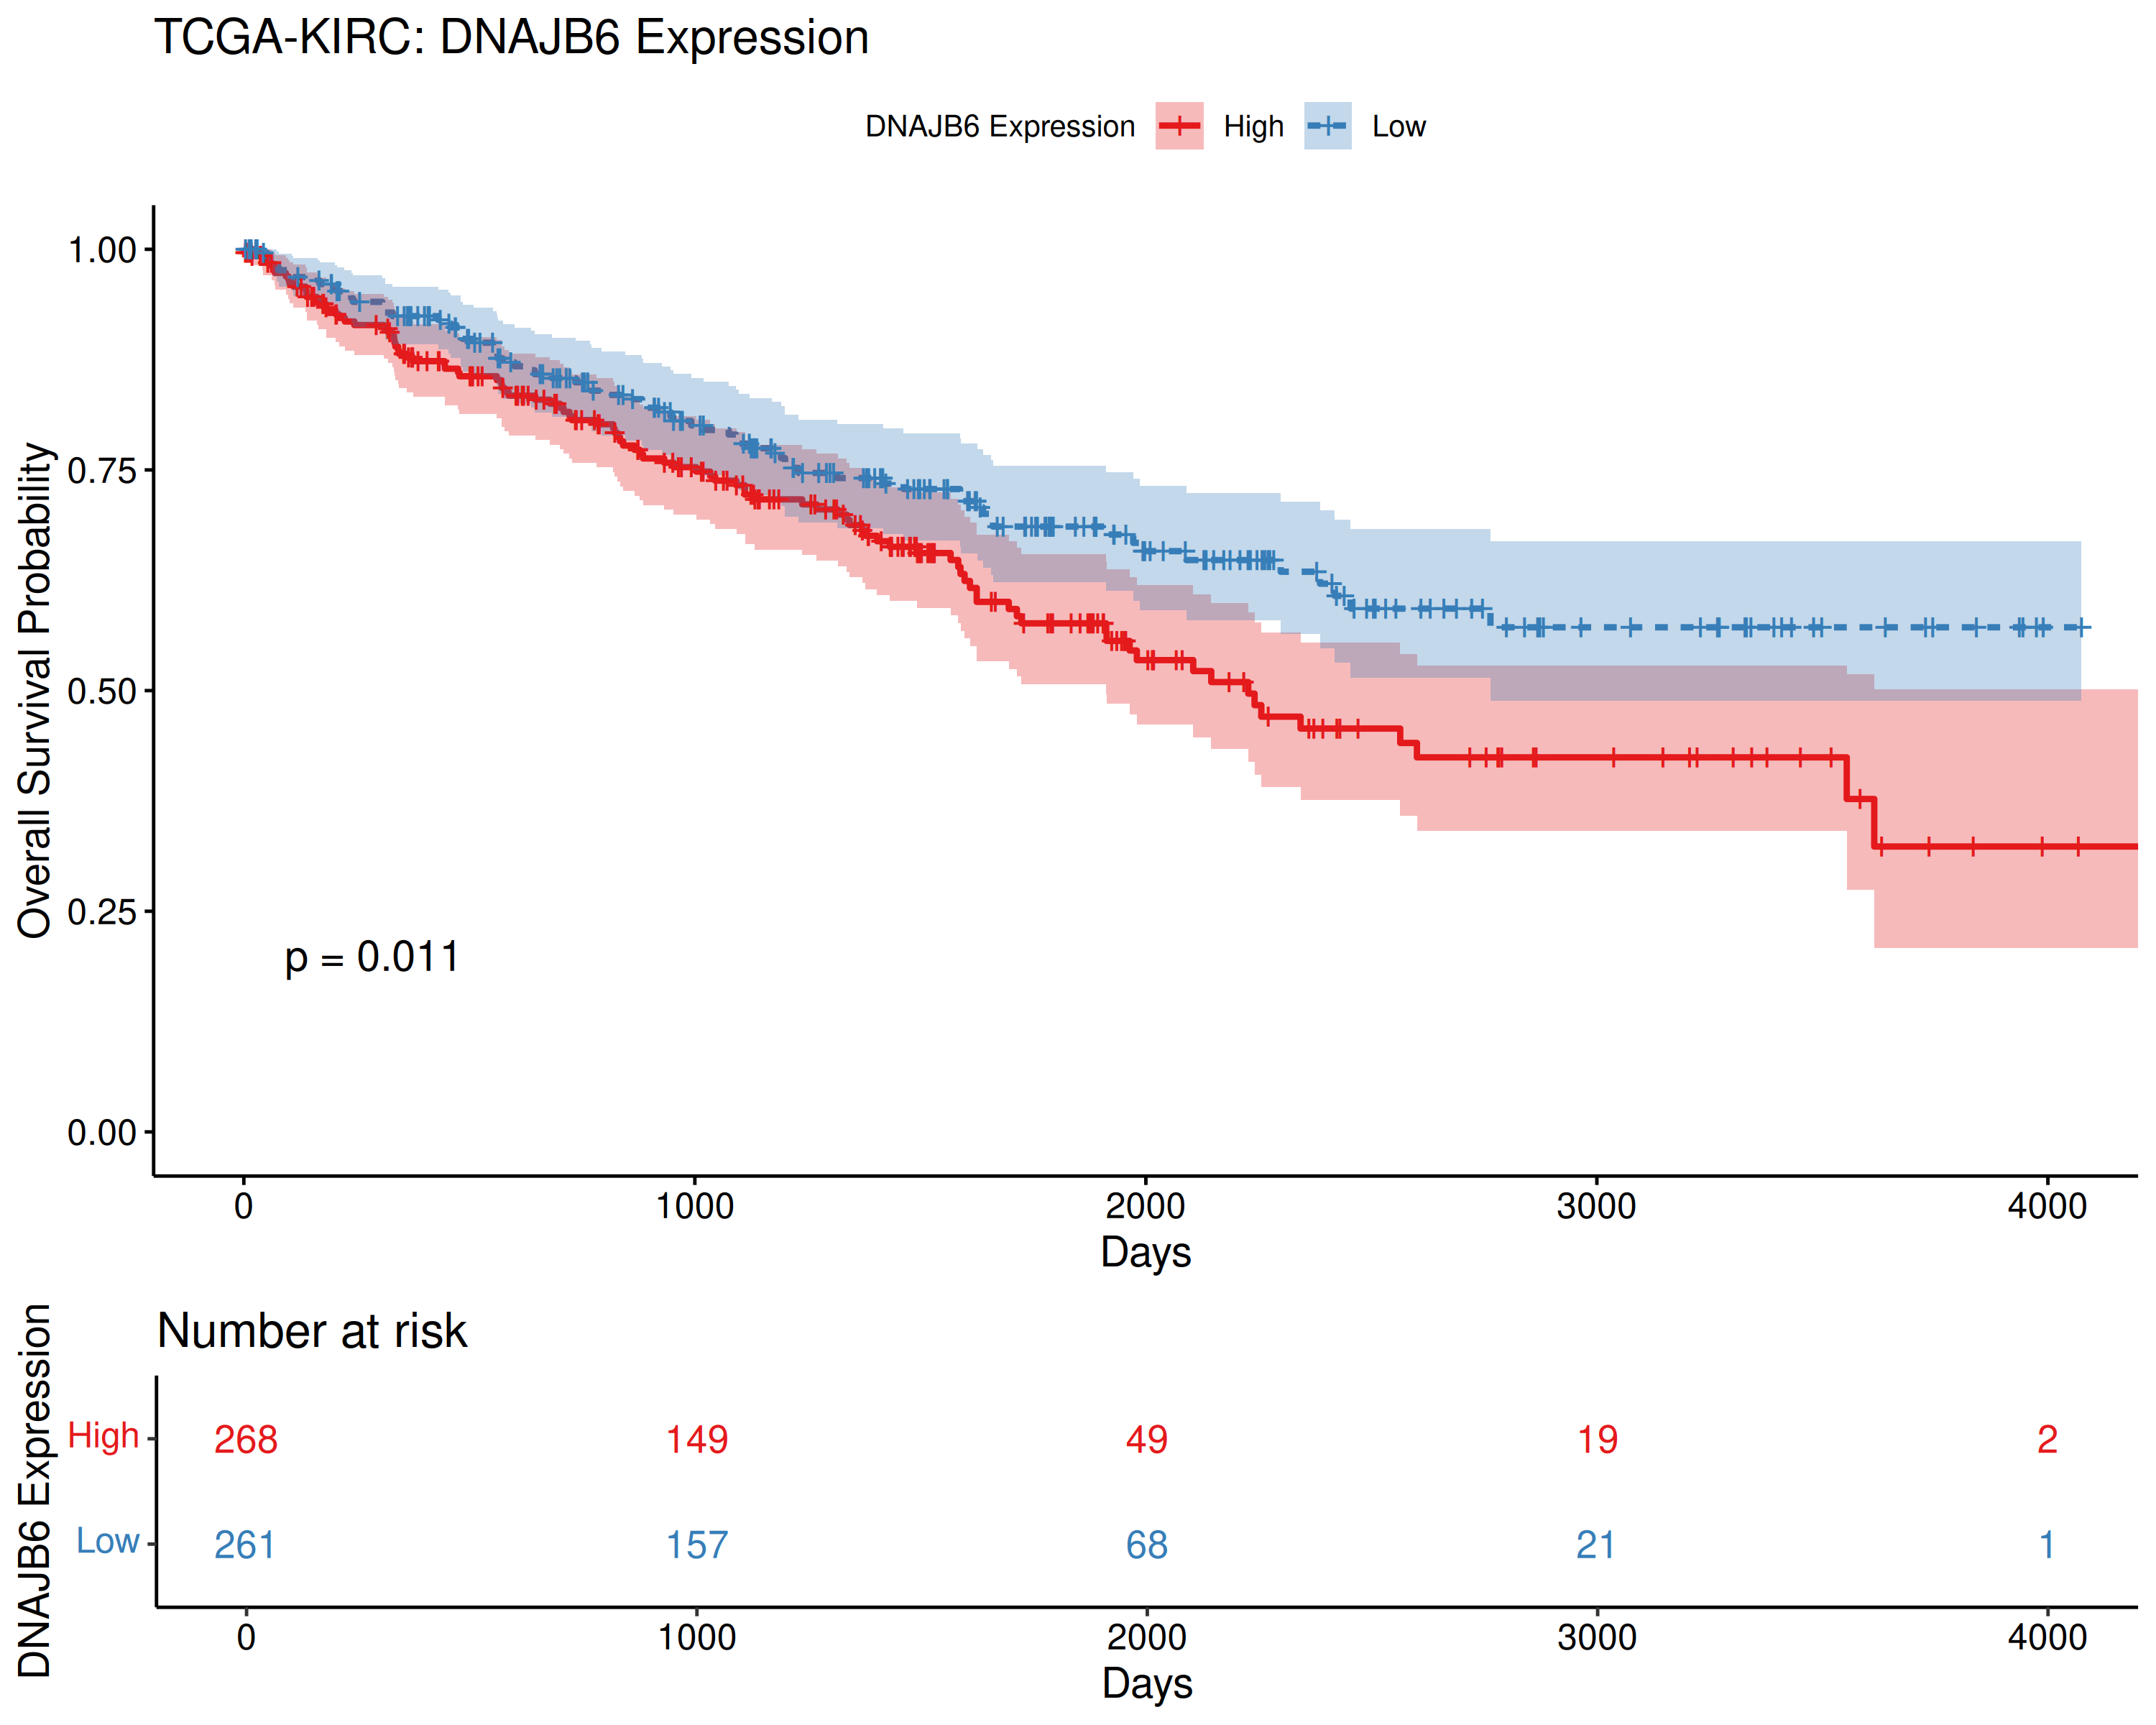 TCGA-KIRC: DNAJB6 Expression
DNAJB6 Expression High Low
Overall Survival Probability
1.00
0.75
0.50
0.25
0.00
p = 0.011
0 1000 2000 3000 4000
Days
Number at risk
DNAJB6 Expression
High 268 149 49 19 2
Low 261 157 68 21 1
0 1000 2000 3000 4000
Days